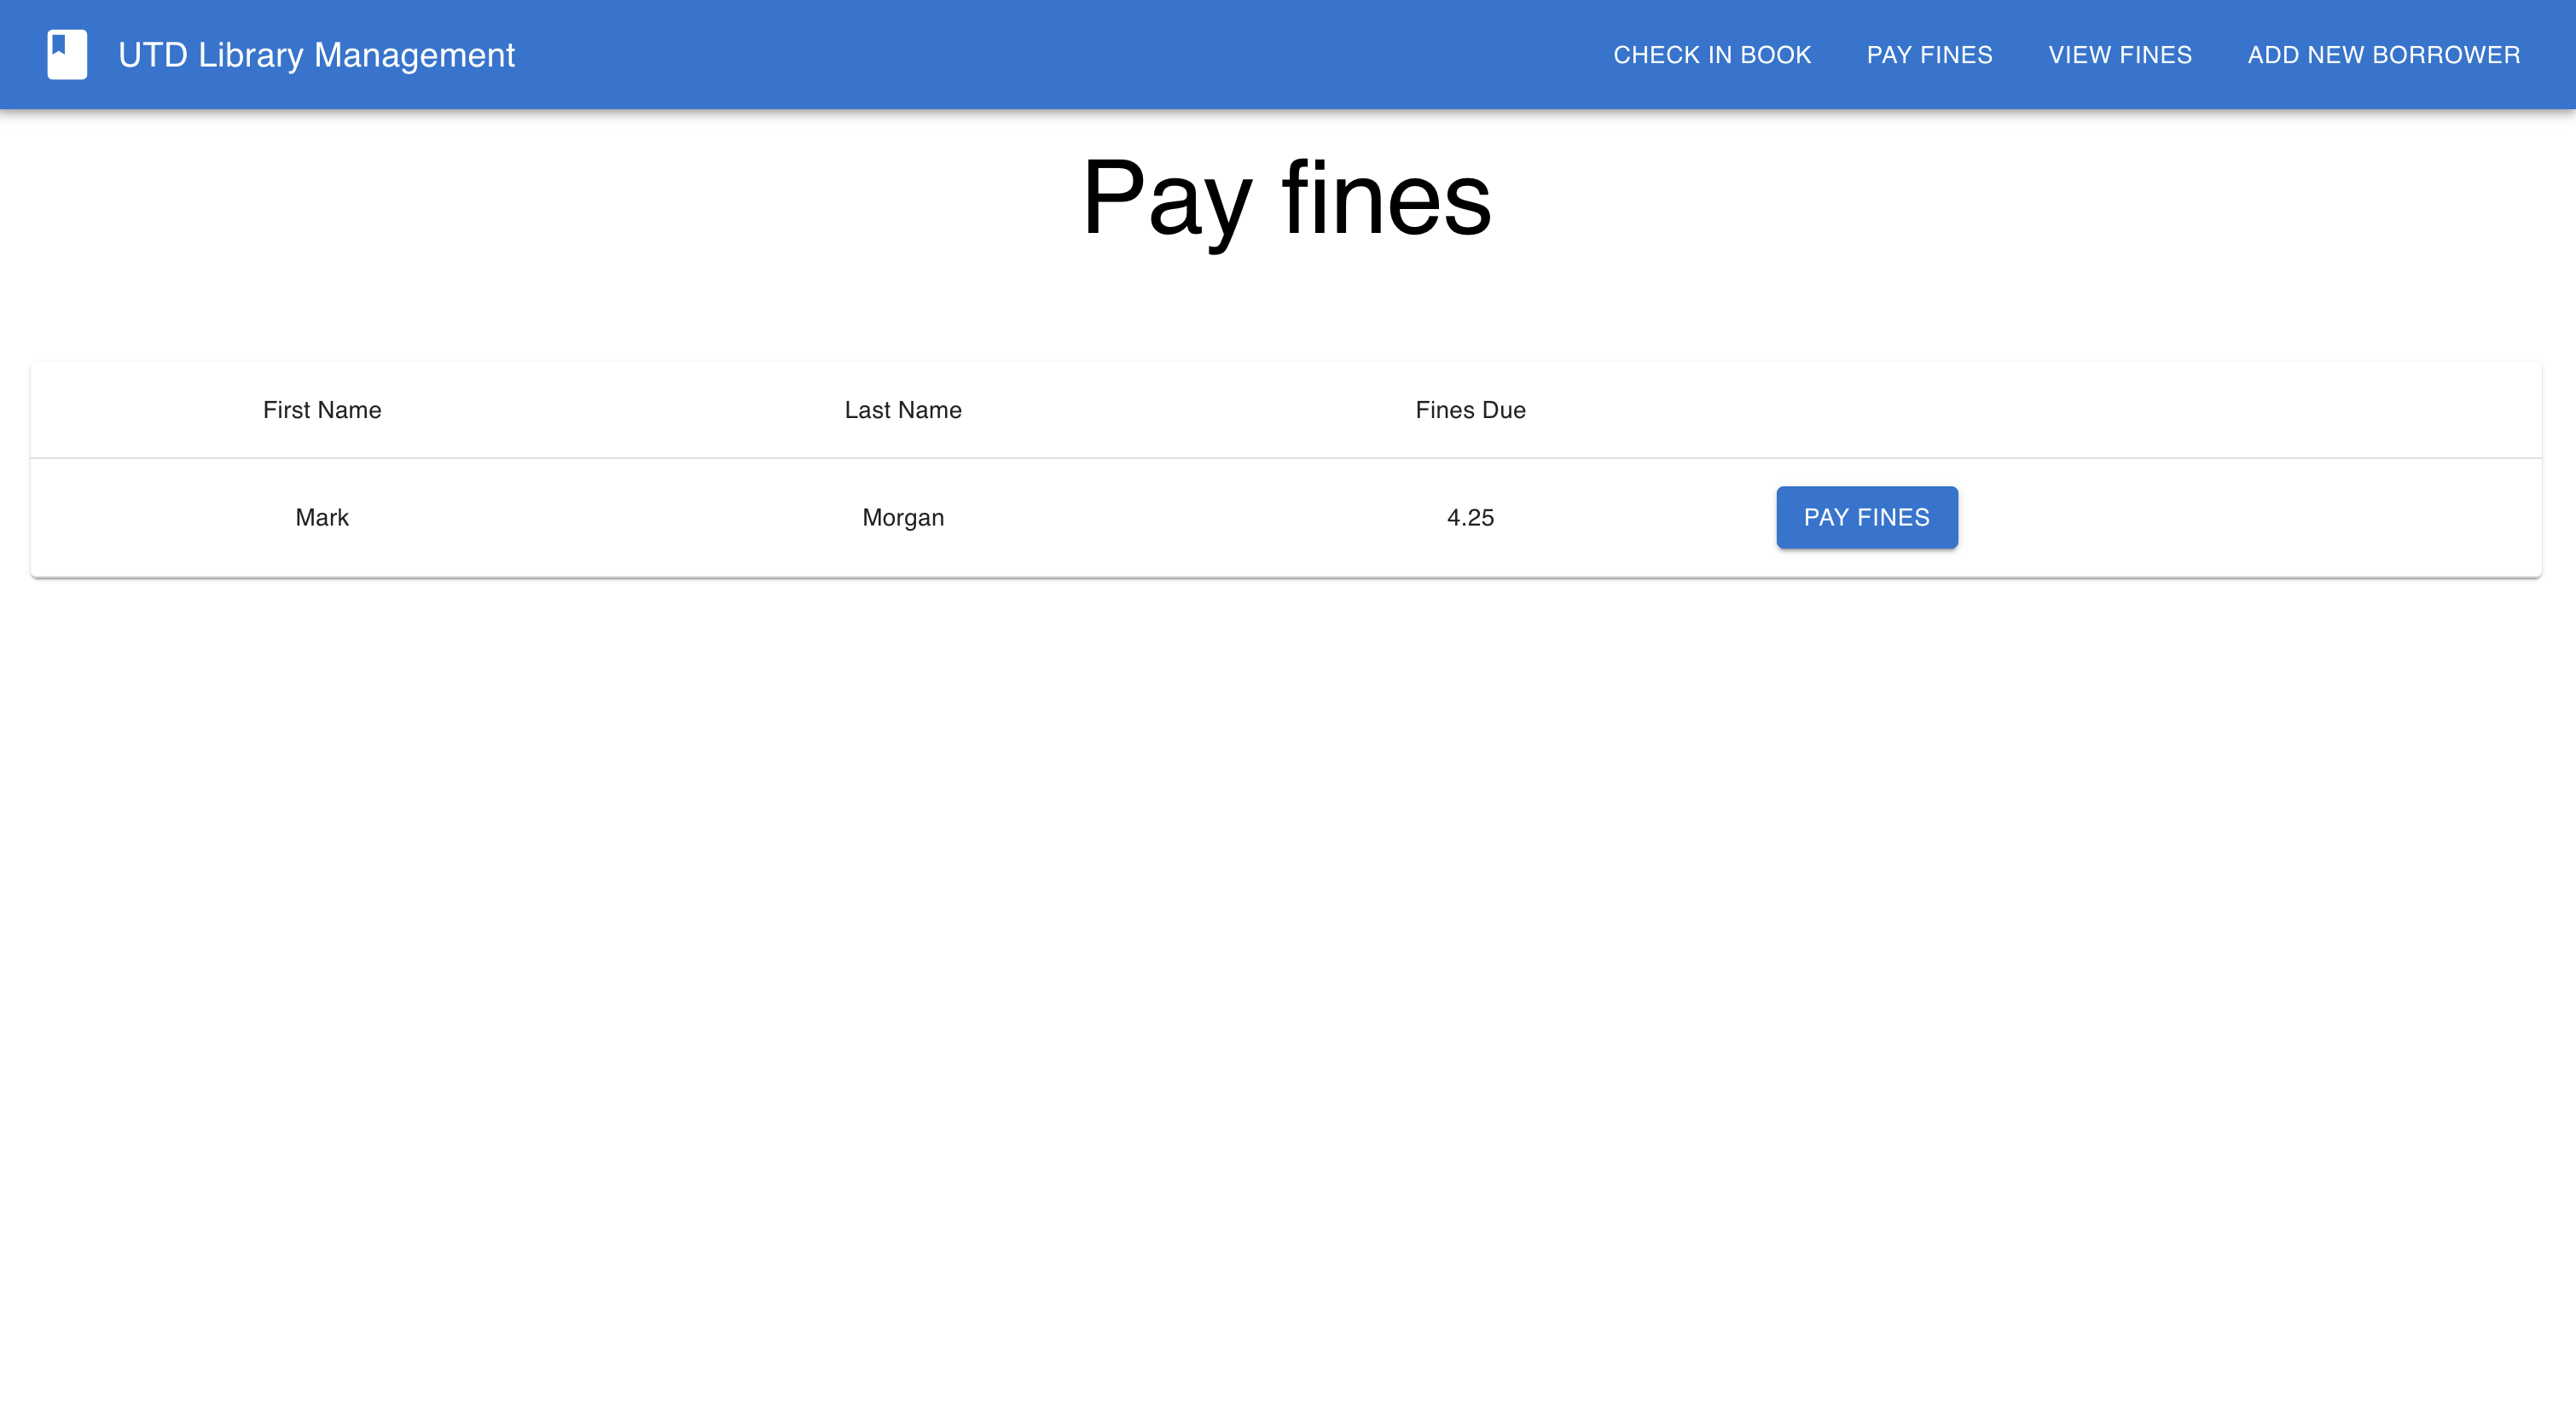 UTD Library Management CHECK IN BOOK PAY FINES VIEW FINES ADD NEW BORROWER
Pay fines
First Name Last Name Fines Due
Mark Morgan 4.25 PAY FINES